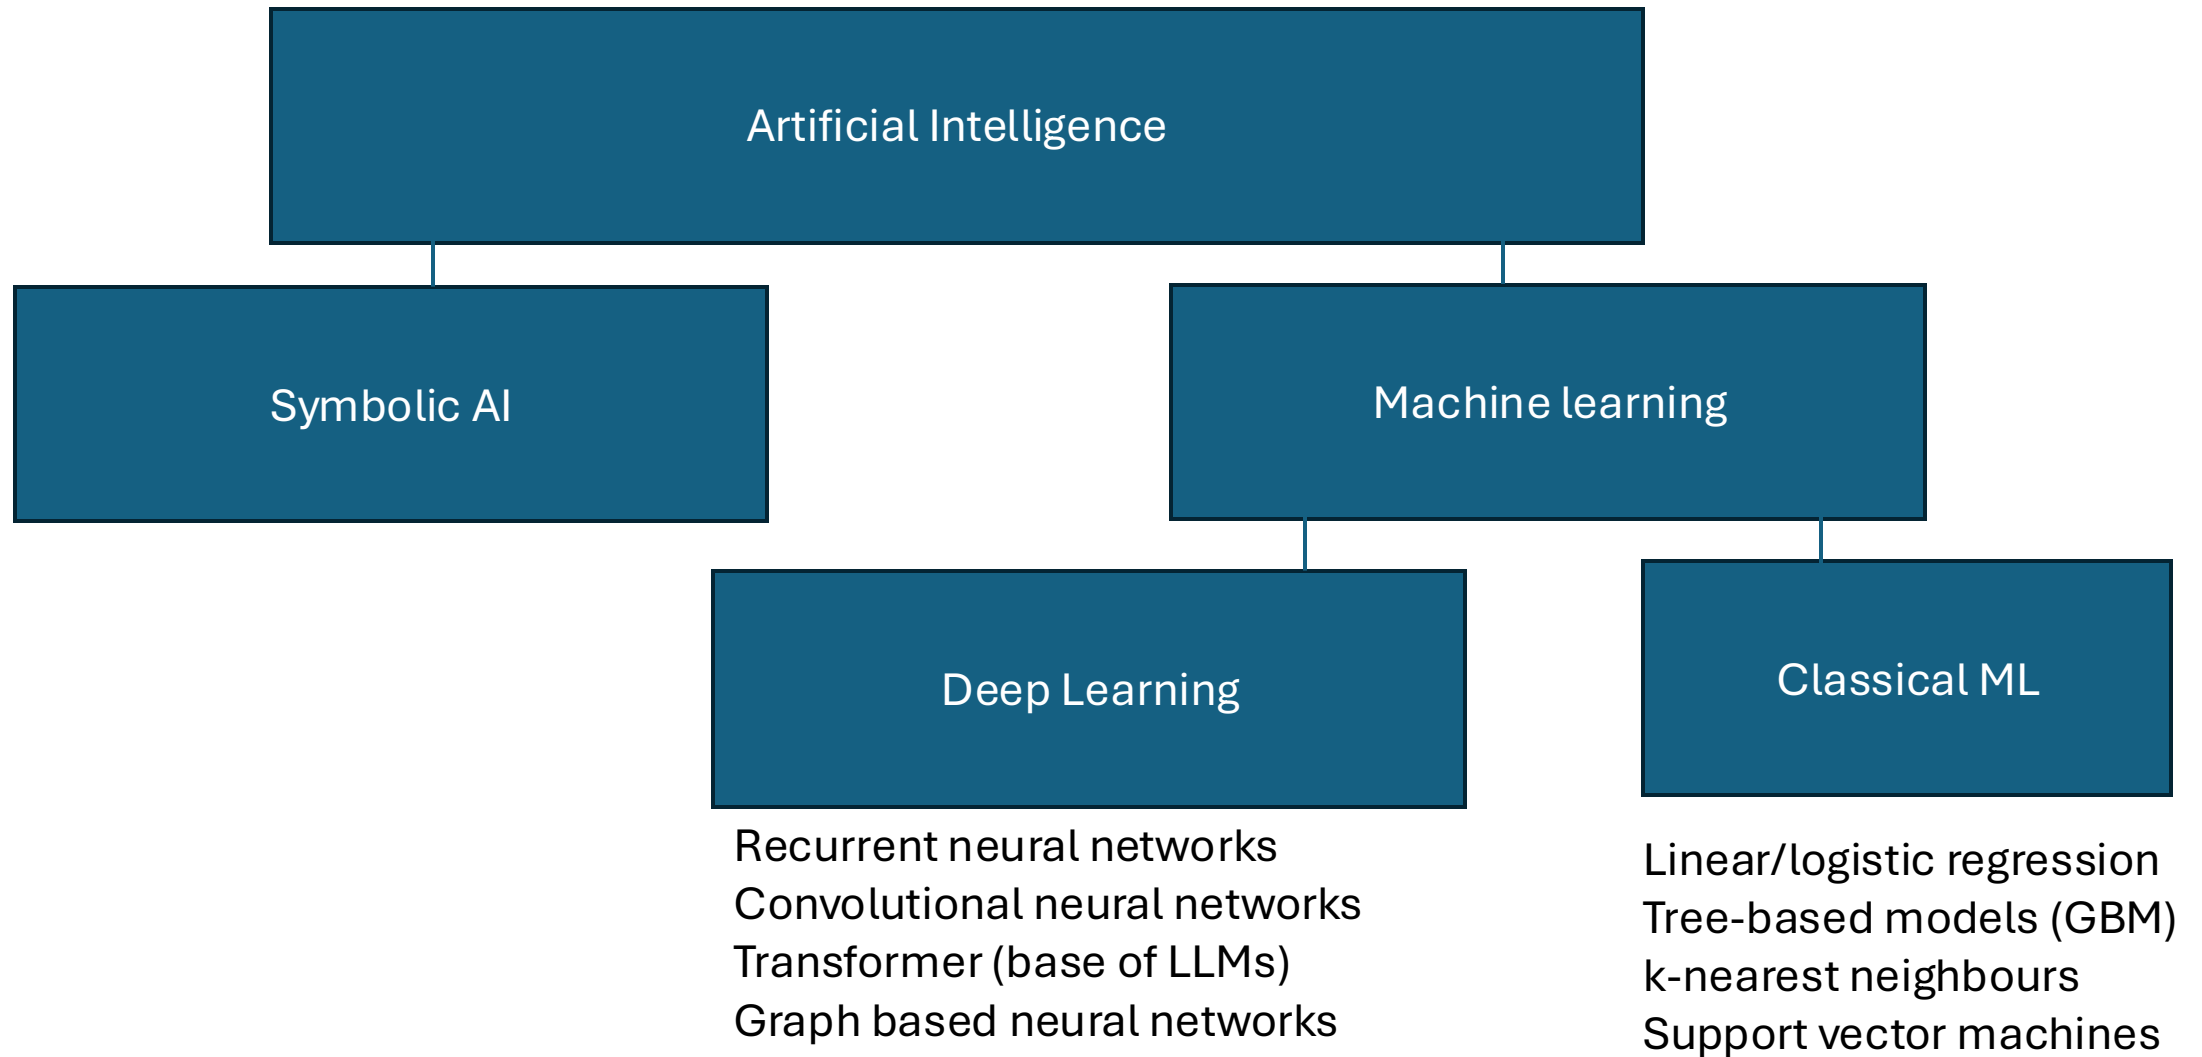 Artificial Intelligence
Symbolic AI
Machine learning
Deep Learning
Classical ML
Recurrent neural networks
Convolutional neural networks
Transformer (base of LLMs)
Graph based neural networks
Linear/logistic regression
Tree-based models (GBM)
k-nearest neighbours
Support vector machines